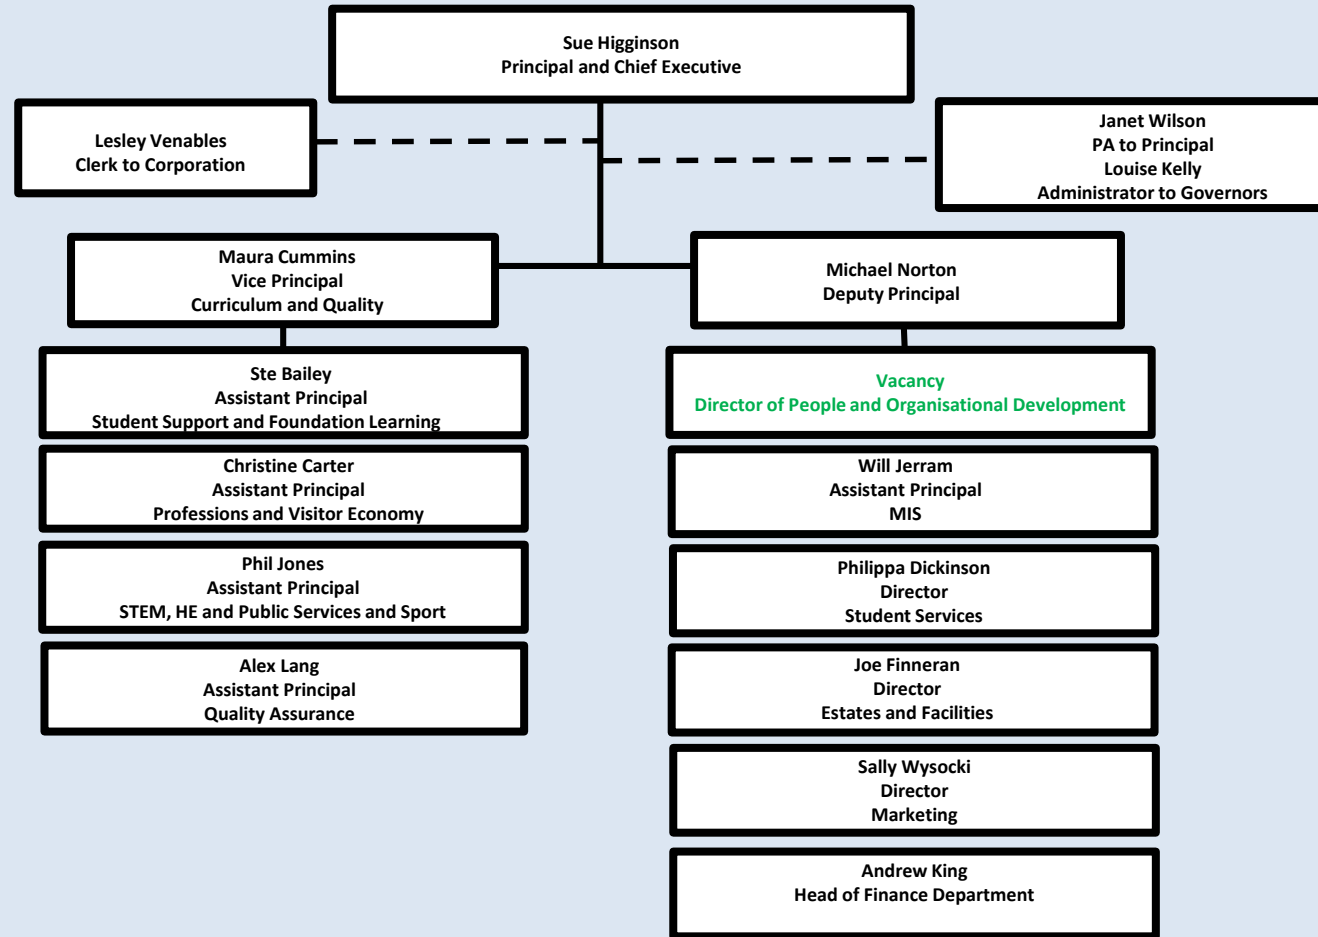 Sue Higginson
Principal and Chief Executive
Lesley Venables
Clerk to Corporation
Janet Wilson
PA to Principal
Louise Kelly
Administrator to Governors
Maura Cummins
Vice Principal
Curriculum and Quality
Michael Norton
Deputy Principal
Ste Bailey
Assistant Principal
Student Support and Foundation Learning
Christine Carter
Assistant Principal
Professions and Visitor Economy
Phil Jones
Assistant Principal
STEM, HE and Public Services and Sport
Alex Lang
Assistant Principal
Quality Assurance
Vacancy
Director of People and Organisational Development
Will Jerram
Assistant Principal
MIS
Philippa Dickinson
Director
Student Services
Joe Finneran
Director
Estates and Facilities
Sally Wysocki
Director
Marketing
Andrew King
Head of Finance Department